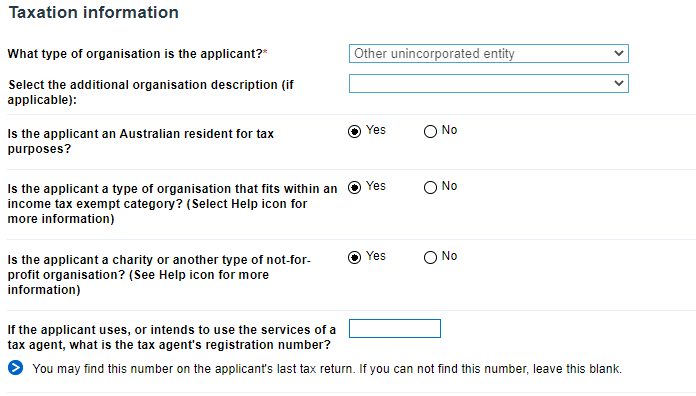 Taxation information
What type of organisation is the applicant?*
Other unincorporated entity
Select the additional organisation description (if
applicable):
Is the applicant an Australian resident for tax
purposes?
Yes No
Is the applicant a type of organisation that fits within an
income tax exempt category? (Select Help icon for
more information)
Yes No
Is the applicant a charity or another type of not-for-
profit organisation? (See Help icon for more
information)
Yes No
If the applicant uses, or intends to use the services of a
tax agent, what is the tax agent's registration number?
You may find this number on the applicant's last tax return. If you can not find this number, leave this blank.